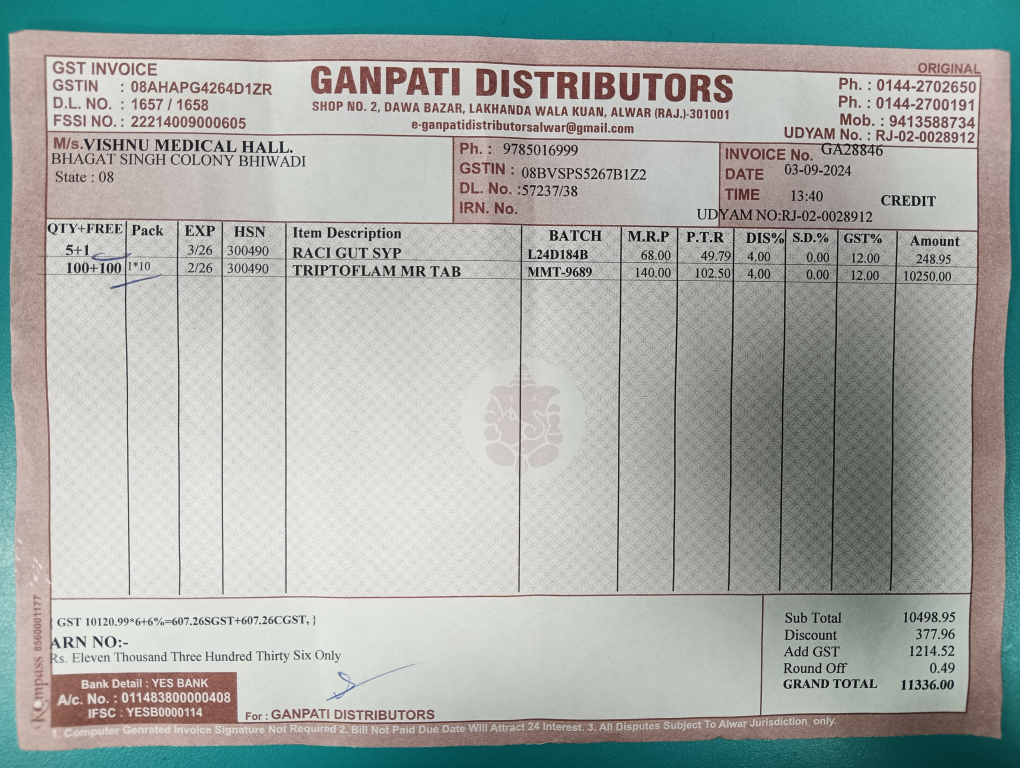 GST INVOICE
GSTIN : 08AHAPG4264D1ZR
D.L. NO. : 1657 / 1658
FSSI NO. : 22214009000605
GANPATI DISTRIBUTORS
SHOP NO. 2, DAWA BAZAR, LAKHANDA WALA KUAN, ALWAR (RAJ.)-301001
e-ganpatidistributorsalwar@gmail.com
ORIGINAL
Ph. : 0144-2702650
Ph. : 0144-2700191
Mob. : 9413588734
UDYAM No. : RJ-02-0028912
M/s.VISHNU MEDICAL HALL.
BHAGAT SINGH COLONY BHIWADI
State : 08
Ph. : 9785016999
GSTIN : 08BVSPS5267B1Z2
DL. No. :57237/38
IRN. No.
INVOICE No. GA28846
DATE 03-09-2024
TIME 13:40 CREDIT
UDYAM NO:RJ-02-0028912
QTY+FREE Pack EXP HSN Item Description BATCH M.R.P P.T.R DIS% S.D.% GST% Amount
5+1 3/26 300490 RACI GUT SYP L24D184B 68.00 49.79 4.00 0.00 12.00 248.95
100+100 1*10 2/26 300490 TRIPTOFLAM MR TAB MMT-9689 140.00 102.50 4.00 0.00 12.00 10250.00
{ GST 10120.99*6+6%=607.26SGST+607.26CGST, }
ARN NO:-
Rs. Eleven Thousand Three Hundred Thirty Six Only
Sub Total 10498.95
Discount 377.96
Add GST 1214.52
Round Off 0.49
GRAND TOTAL 11336.00
Bank Detail : YES BANK
A/c. No. : 011483800000408
IFSC : YESB0000114
For : GANPATI DISTRIBUTORS
1. Computer Genrated Invoice Signature Not Required 2. Bill Not Paid Due Date Will Attract 24 Interest. 3. All Disputes Subject To Alwar Jurisdiction only.
Kompass 8560001177